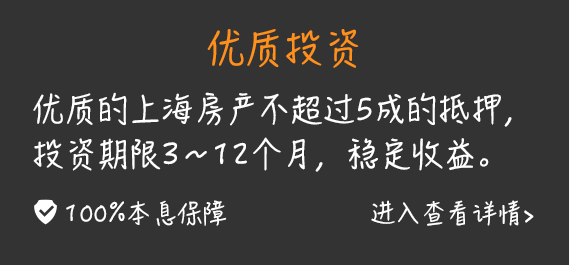 优质投资
优质的上海房产不超过5成的抵押，
投资期限3～12个月，稳定收益。
100%本息保障
进入查看详情>